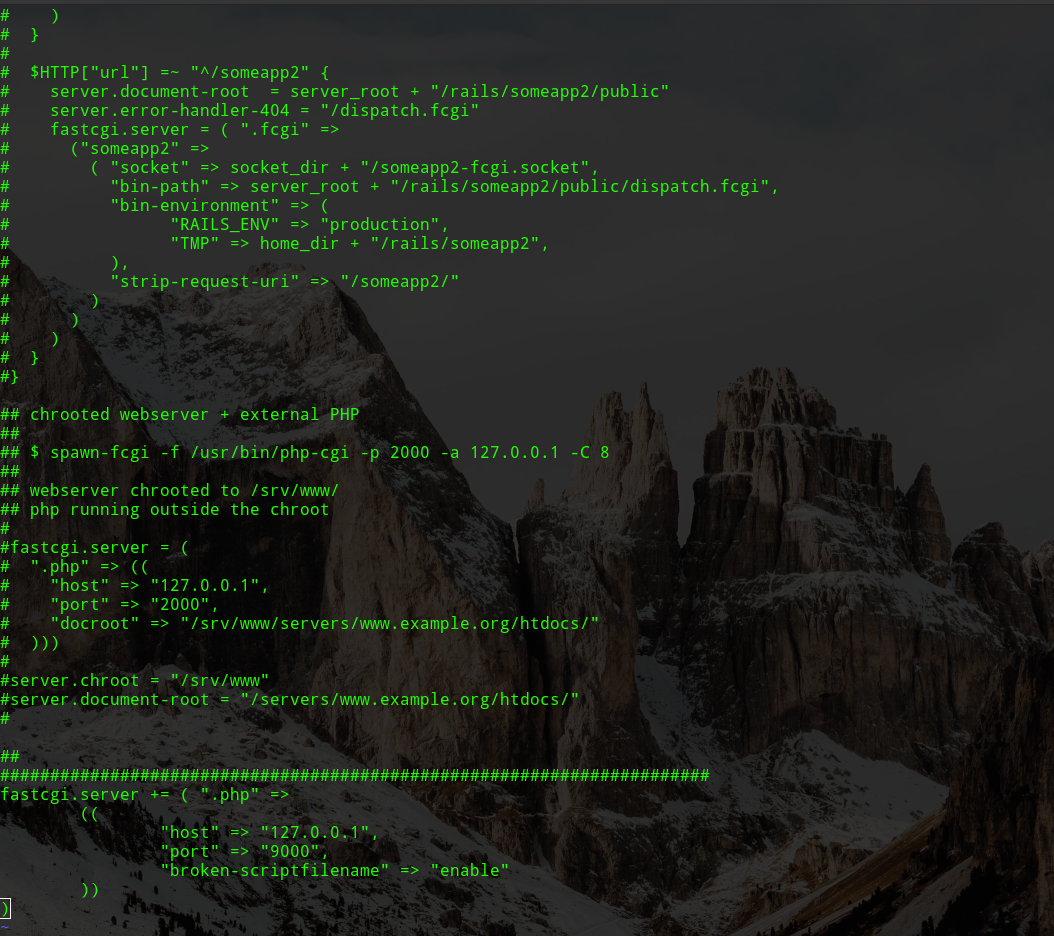 #    )
#  }
#
#  $HTTP["url"] =~ "^/someapp2" {
#    server.document-root  = server_root + "/rails/someapp2/public"
#    server.error-handler-404 = "/dispatch.fcgi"
#    fastcgi.server = ( ".fcgi" =>
#      ("someapp2" =>
#        ( "socket" => socket_dir + "/someapp2-fcgi.socket",
#          "bin-path" => server_root + "/rails/someapp2/public/dispatch.fcgi",
#          "bin-environment" => (
#                "RAILS_ENV" => "production",
#                "TMP" => home_dir + "/rails/someapp2",
#          ),
#          "strip-request-uri" => "/someapp2/"
#        )
#      )
#    )
#  }
#}

## chrooted webserver + external PHP
##
## $ spawn-fcgi -f /usr/bin/php-cgi -p 2000 -a 127.0.0.1 -C 8
##
## webserver chrooted to /srv/www/
## php running outside the chroot
#
#fastcgi.server = (
#  ".php" => ((
#    "host" => "127.0.0.1",
#    "port" => "2000",
#    "docroot" => "/srv/www/servers/www.example.org/htdocs/"
#  )))
#
#server.chroot = "/srv/www"
#server.document-root = "/servers/www.example.org/htdocs/"
#

##
#######################################################################
fastcgi.server += ( ".php" =>
        ((
                "host" => "127.0.0.1",
                "port" => "9000",
                "broken-scriptfilename" => "enable"
        ))
)
~